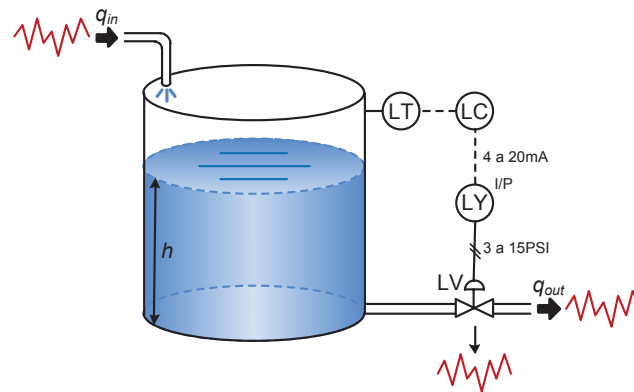 qin
LT
LC
4 a 20mA
I/P
LY
h
3 a 15PSI
LV
qout